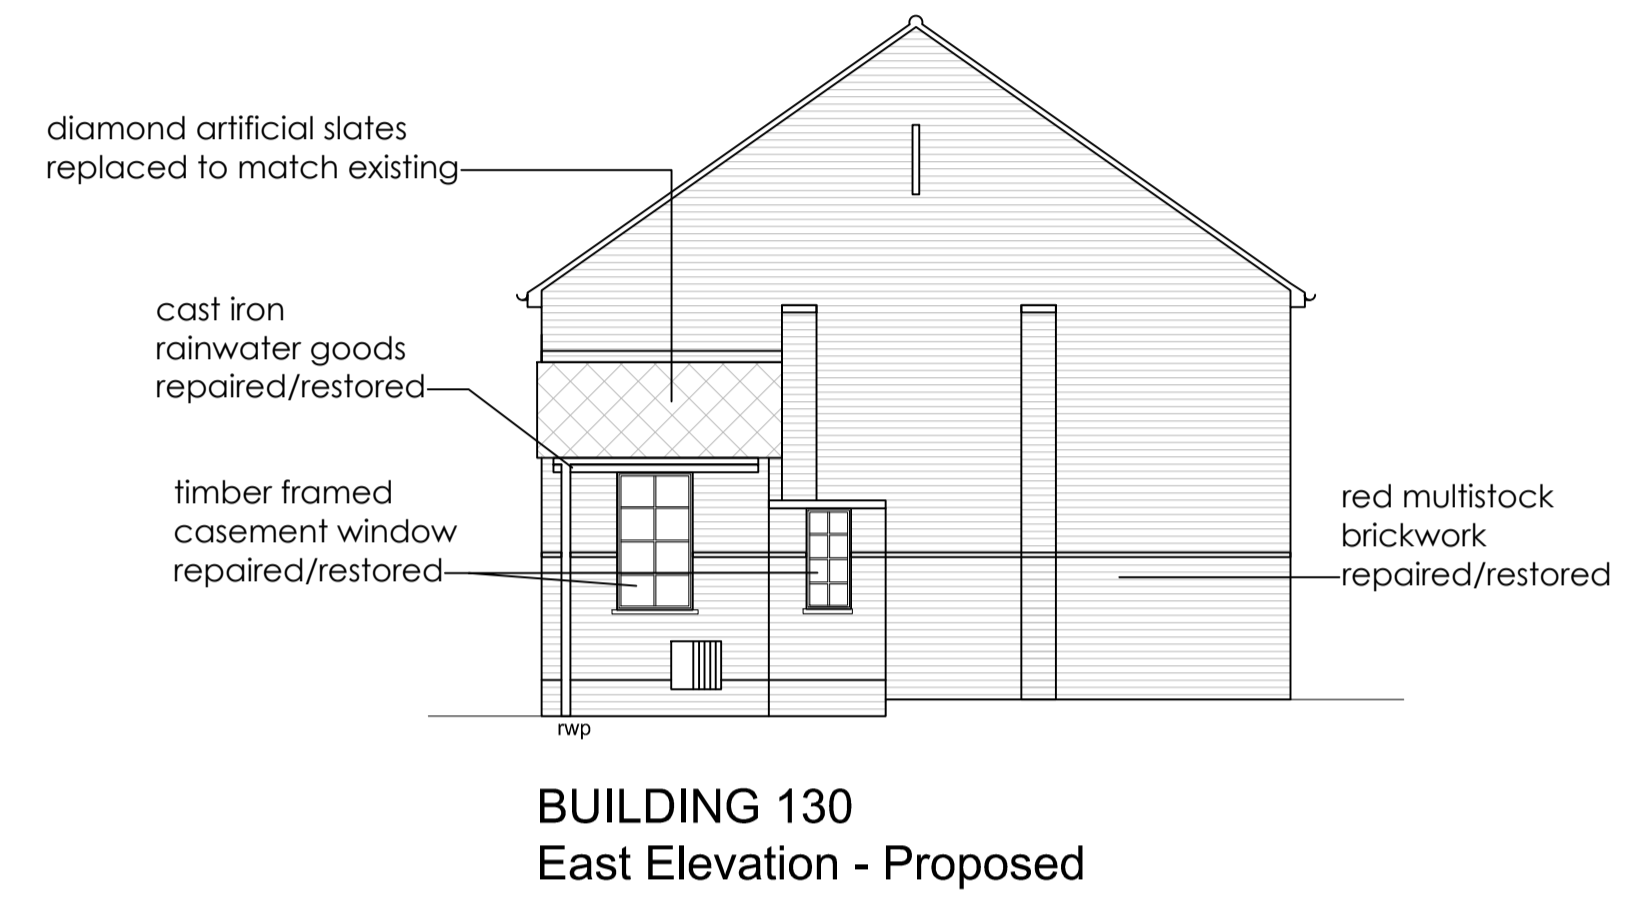 diamond artificial slates
replaced to match existing
cast iron
rainwater goods
repaired/restored
timber framed
casement window
repaired/restored
red multistock
brickwork
repaired/restored
rwp
BUILDING 130
East Elevation - Proposed